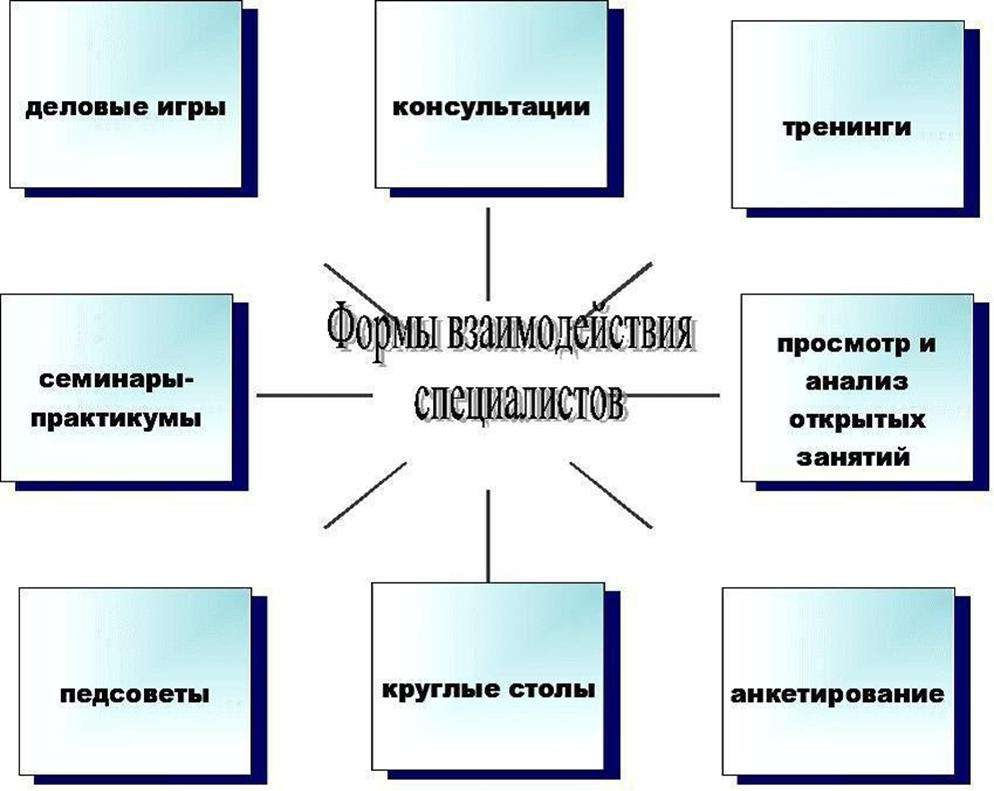 деловые игры
консультации
тренинги
Формы взаимодействия
специалистов
семинары-
практикумы
просмотр и
анализ
открытых
занятий
педсоветы
круглые столы
анкетирование